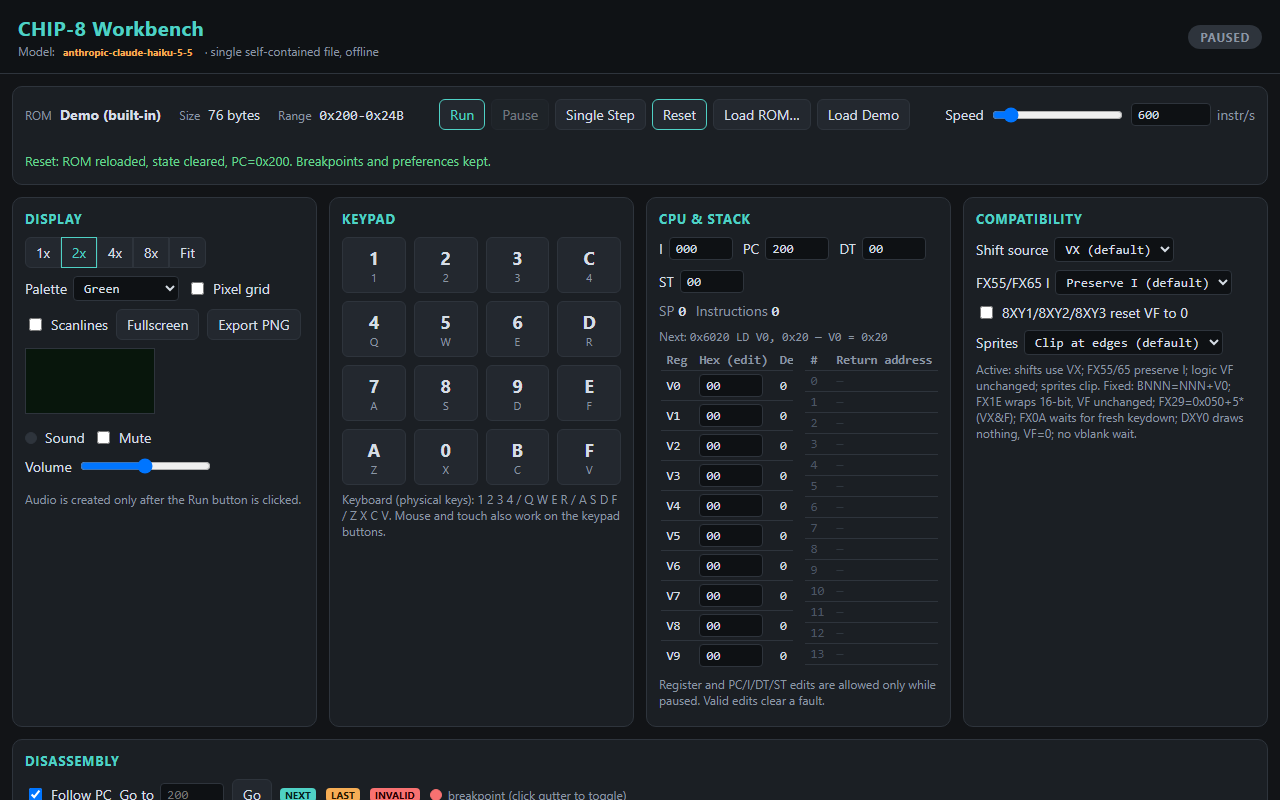 CHIP-8 Workbench
Model: anthropic-claude-haiku-5-5 · single self-contained file, offline
PAUSED
ROM Demo (built-in) Size 76 bytes Range 0x200-0x24B Run Pause Single Step Reset Load ROM... Load Demo Speed 600 instr/s
Reset: ROM reloaded, state cleared, PC=0x200. Breakpoints and preferences kept.
DISPLAY
1x 2x 4x 8x Fit
Palette Green Pixel grid
Scanlines Fullscreen Export PNG
Sound Mute
Volume
Audio is created only after the Run button is clicked.
KEYPAD
1 2 3 C
1 2 3 4
4 5 6 D
Q W E R
7 8 9 E
A S D F
A 0 B F
Z X C V
Keyboard (physical keys): 1 2 3 4 / Q W E R / A S D F
/ Z X C V. Mouse and touch also work on the keypad
buttons.
CPU & STACK
I 000 PC 200 DT 00
ST 00
SP 0 Instructions 0
Next: 0x6020 LD V0, 0x20 — V0 = 0x20
Reg Hex (edit) De
V0 00 0
V1 00 0
V2 00 0
V3 00 0
V4 00 0
V5 00 0
V6 00 0
V7 00 0
V8 00 0
V9 00 0
# Return address
0 —
1 —
2 —
3 —
4 —
5 —
6 —
7 —
8 —
9 —
10 —
11 —
12 —
13 —
Register and PC/I/DT/ST edits are allowed only while
paused. Valid edits clear a fault.
COMPATIBILITY
Shift source VX (default)
FX55/FX65 I Preserve I (default)
8XY1/8XY2/8XY3 reset VF to 0
Sprites Clip at edges (default)
Active: shifts use VX; FX55/65 preserve I; logic VF
unchanged; sprites clip. Fixed: BNNN=NNN+V0;
FX1E wraps 16-bit, VF unchanged; FX29=0x050+5*
(VX&F); FX0A waits for fresh keydown; DXY0 draws
nothing, VF=0; no vblank wait.
DISASSEMBLY
Follow PC Go to 200 Go NEXT LAST INVALID breakpoint (click gutter to toggle)